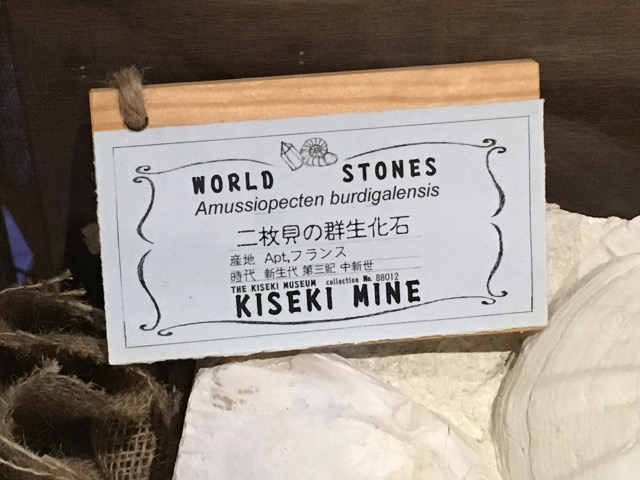 WORLD STONES
Amussiopecten burdigalensis
二枚貝の群生化石
産地 Apt,フランス
時代 新生代 第三紀 中新世
THE KISEKI MUSEUM collection No. 88012
KISEKI MINE